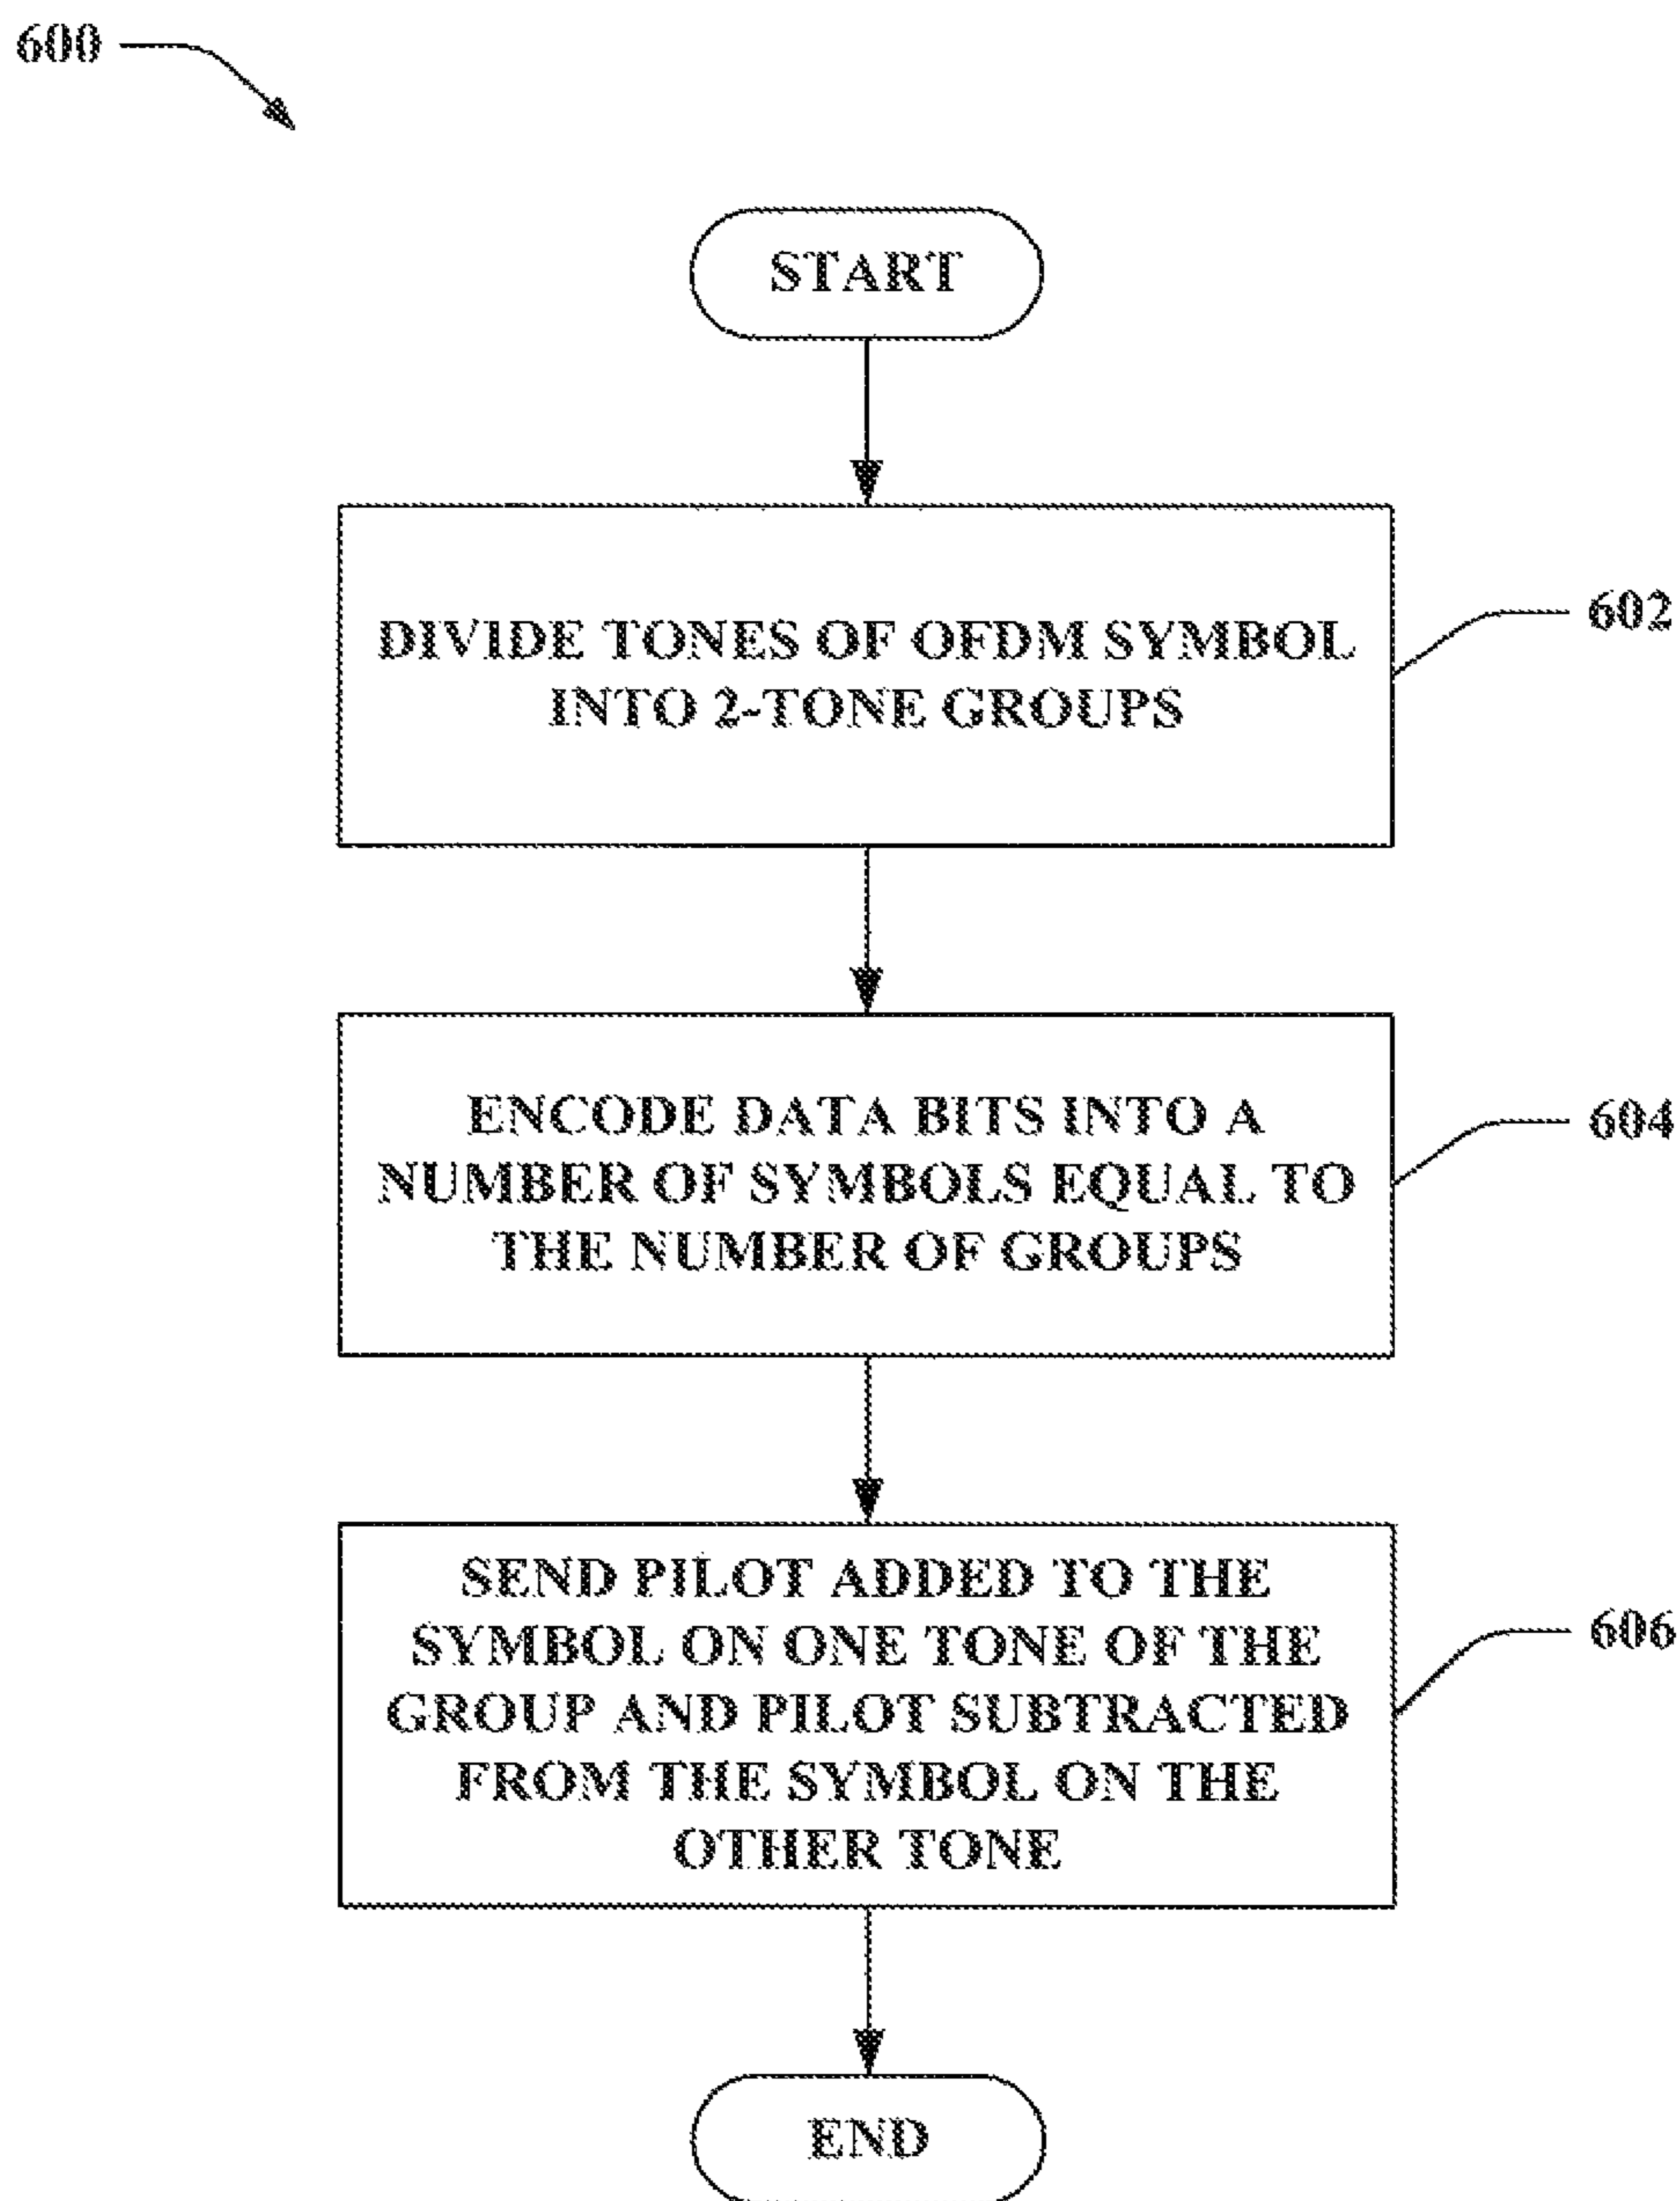 600
START
DIVIDE TONES OF OFDM SYMBOL
INTO 2-TONE GROUPS
602
ENCODE DATA BITS INTO A
NUMBER OF SYMBOLS EQUAL TO
THE NUMBER OF GROUPS
604
SEND PILOT ADDED TO THE
SYMBOL ON ONE TONE OF THE
GROUP AND PILOT SUBTRACTED
FROM THE SYMBOL ON THE
OTHER TONE
606
END